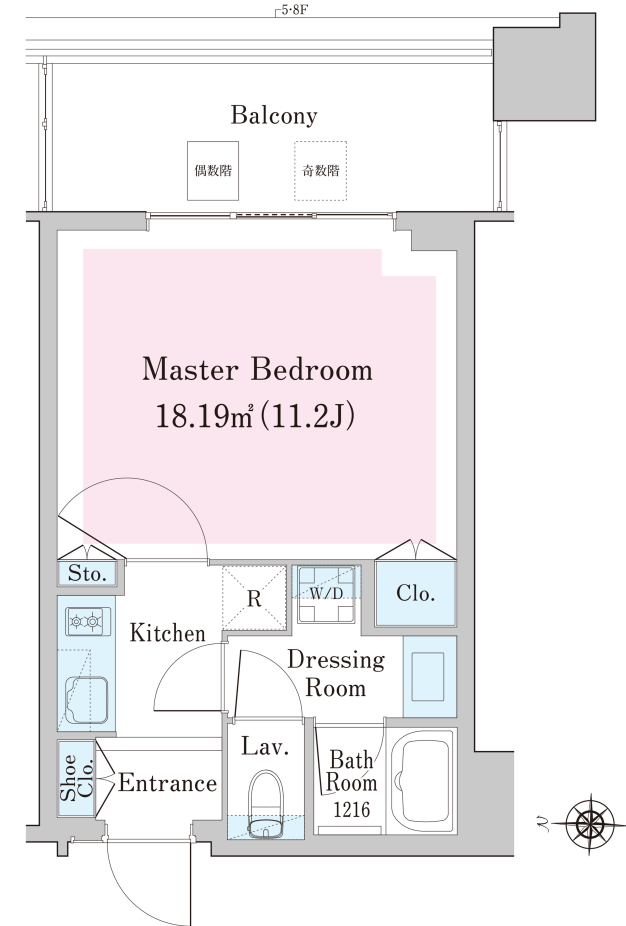 5・8F
Balcony
偶数階
奇数階
Master Bedroom
18.19㎡(11.2J)
Sto.
R
W/D
Clo.
Kitchen
Dressing
Room
Lav.
Bath
Room
1216
Shoe
Clo.
Entrance
N